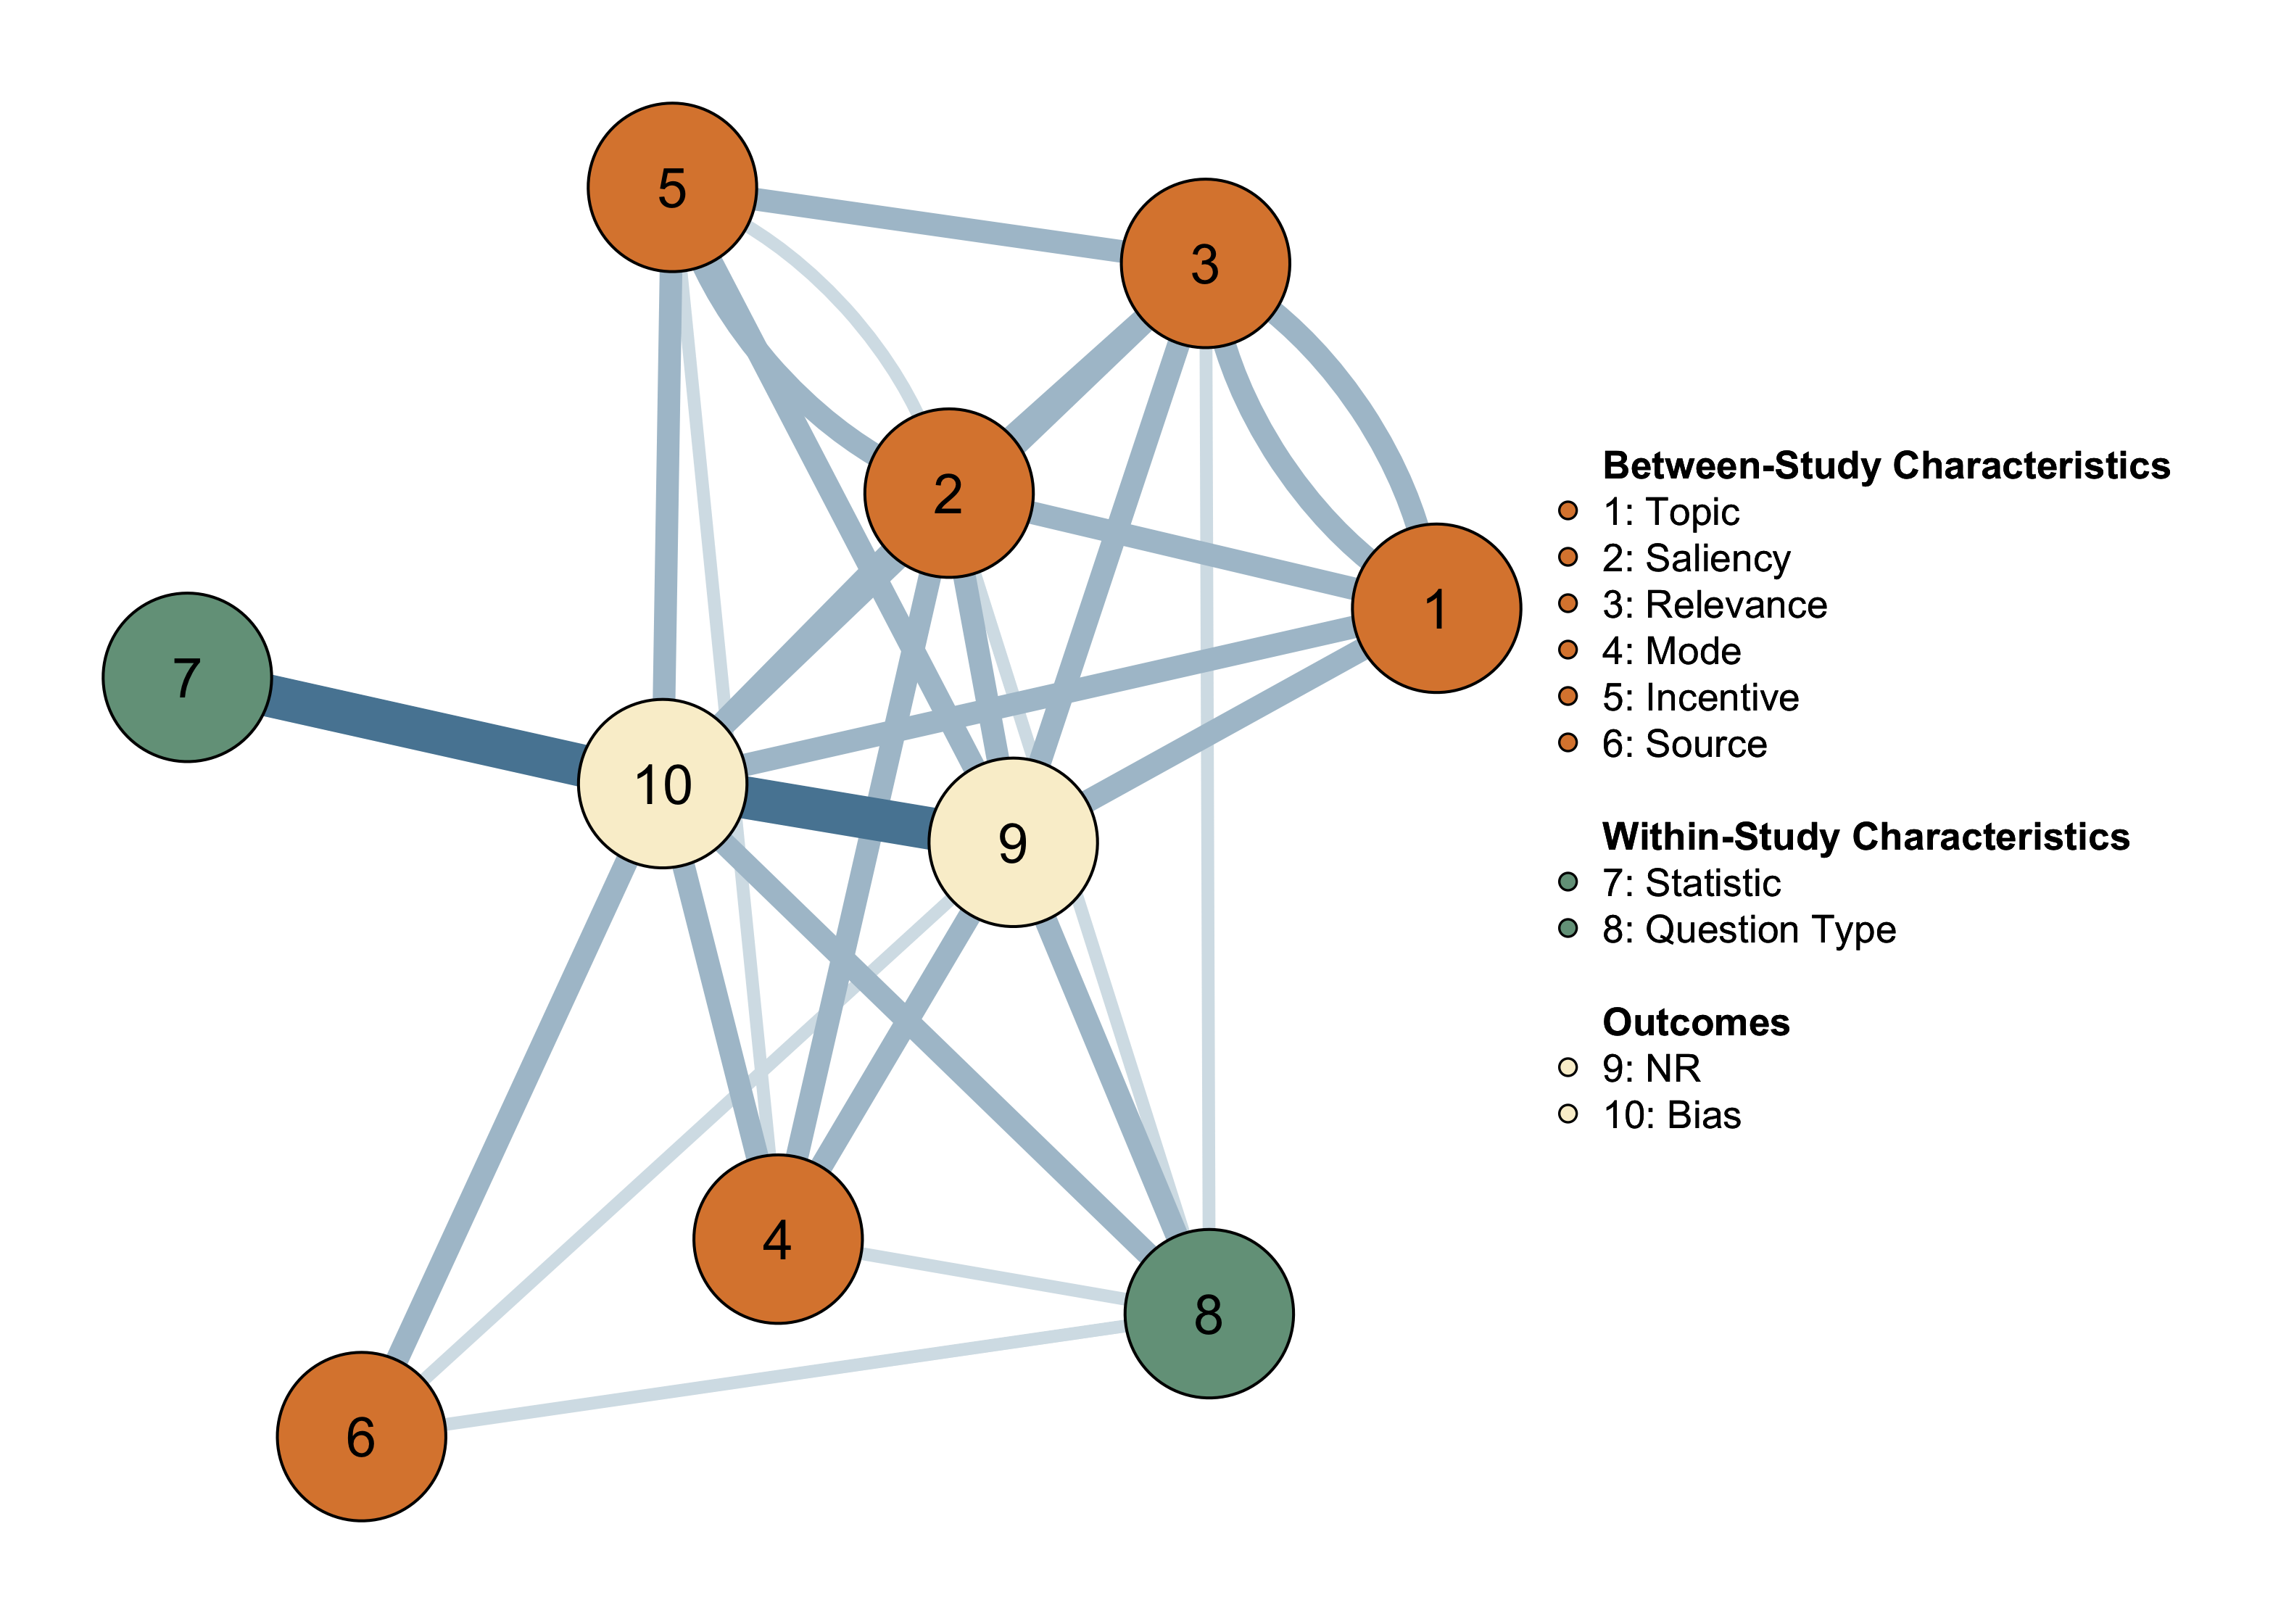 5
3
2
1
7
10
9
4
8
6
Between-Study Characteristics
1: Topic
2: Saliency
3: Relevance
4: Mode
5: Incentive
6: Source
Within-Study Characteristics
7: Statistic
8: Question Type
Outcomes
9: NR
10: Bias